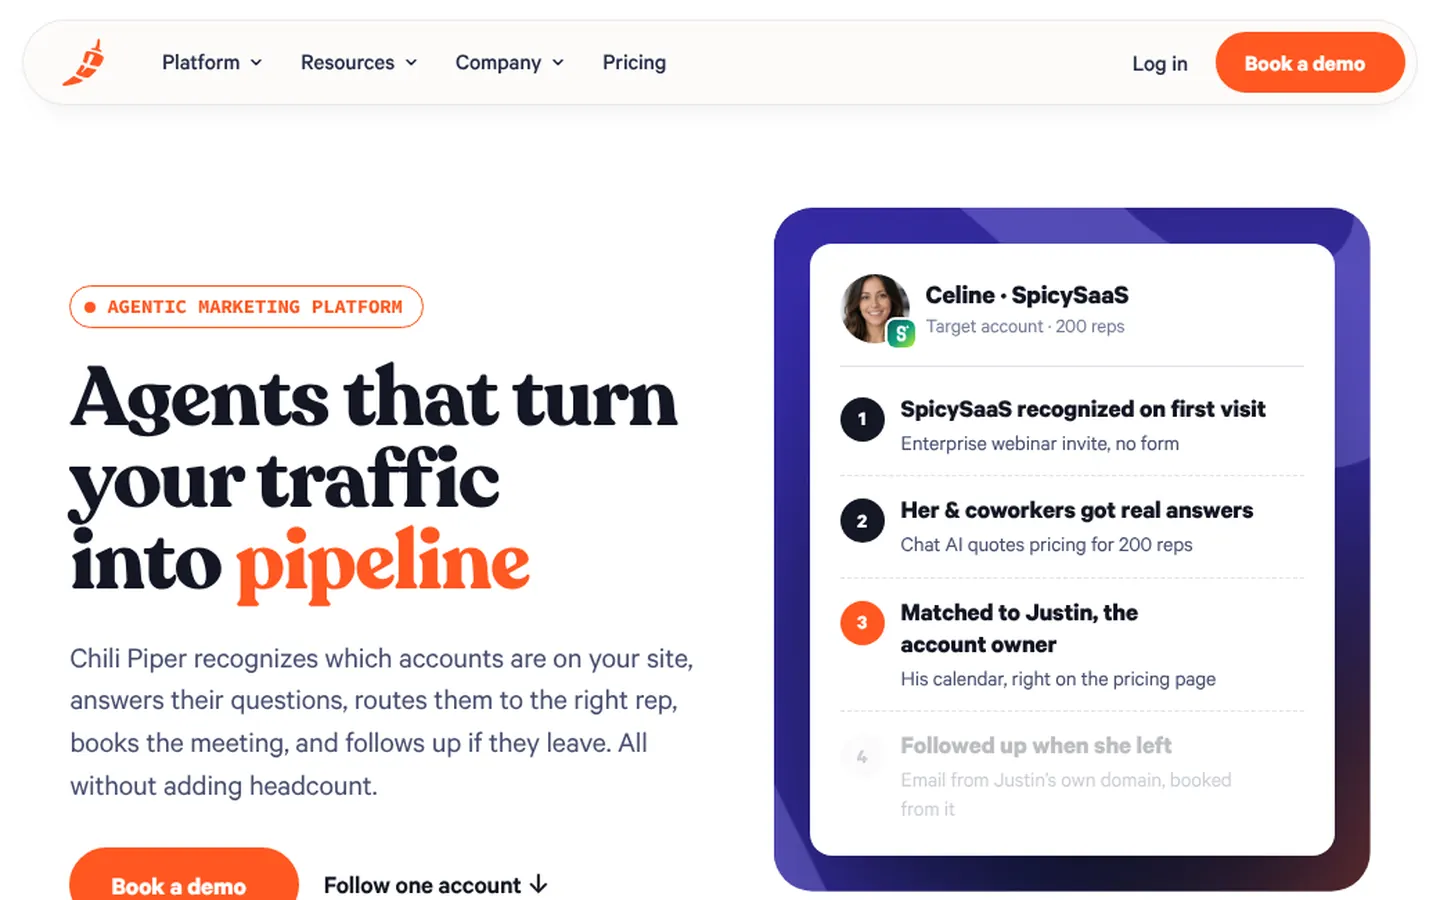 Platform
Resources
Company
Pricing
Log in
Book a demo
AGENTIC MARKETING PLATFORM
Agents that turn
your traffic
into pipeline
Chili Piper recognizes which accounts are on your site,
answers their questions, routes them to the right rep,
books the meeting, and follows up if they leave. All
without adding headcount.
Book a demo
Follow one account ↓
S
Celine · SpicySaaS
Target account · 200 reps
1
SpicySaaS recognized on first visit
Enterprise webinar invite, no form
2
Her & coworkers got real answers
Chat AI quotes pricing for 200 reps
3
Matched to Justin, the
account owner
His calendar, right on the pricing page
4
Followed up when she left
Email from Justin's own domain, booked
from it